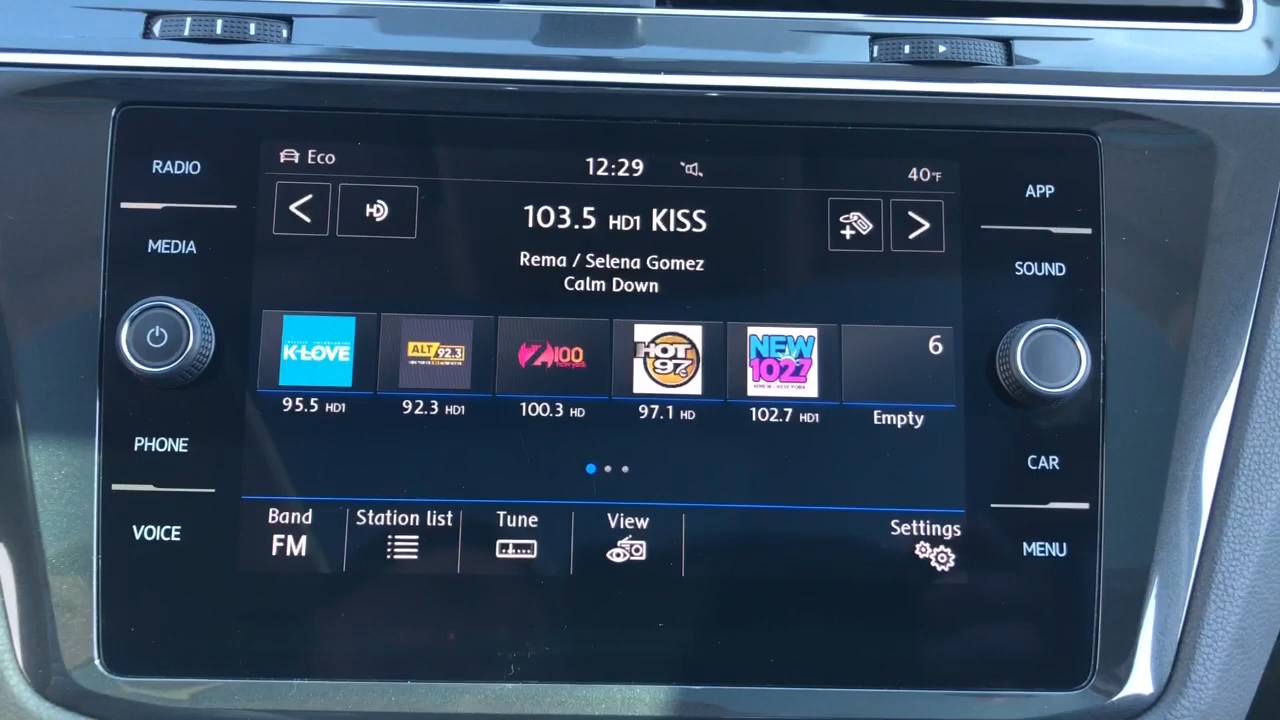 RADIO
MEDIA
PHONE
VOICE
Eco
12:29
40°F
103.5 HD1 KISS
Rema / Selena Gomez
Calm Down
K-LOVE
ALT 92.3
Z100
new york
HOT 97
NEW 102.7
6
95.5 HD1
92.3 HD1
100.3 HD
97.1 HD
102.7 HD1
Empty
Band
FM
Station list
Tune
View
Settings
APP
SOUND
CAR
MENU